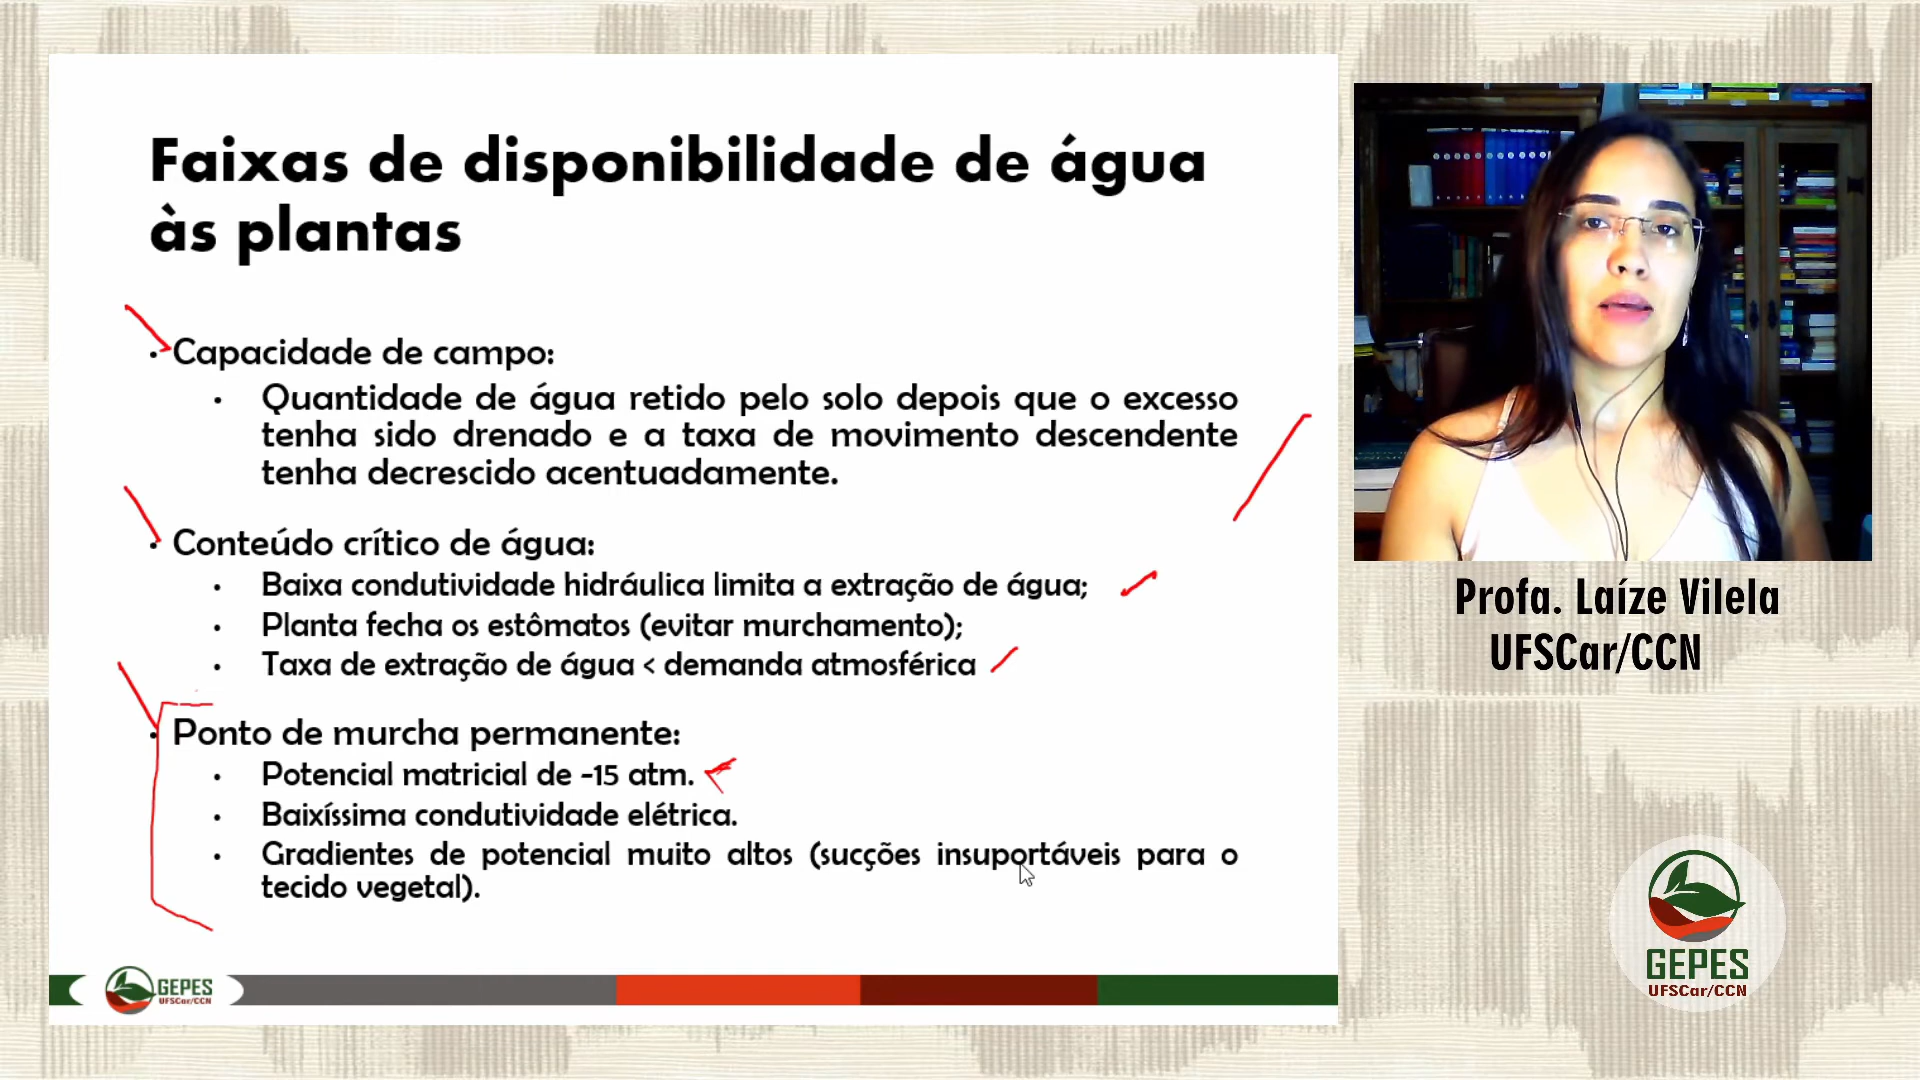 Faixas de disponibilidade de água
às plantas
• Capacidade de campo:
• Quantidade de água retido pelo solo depois que o excesso
tenha sido drenado e a taxa de movimento descendente
tenha decrescido acentuadamente.
• Conteúdo crítico de água:
• Baixa condutividade hidráulica limita a extração de água;
• Planta fecha os estômatos (evitar murchamento);
• Taxa de extração de água < demanda atmosférica
• Ponto de murcha permanente:
• Potencial matricial de -15 atm.
• Baixíssima condutividade elétrica.
• Gradientes de potencial muito altos (sucções insuportáveis para o
tecido vegetal).
GEPES
UFSCar/CCN
Profa. Laíze Vilela
UFSCar/CCN
GEPES
UFSCar/CCN